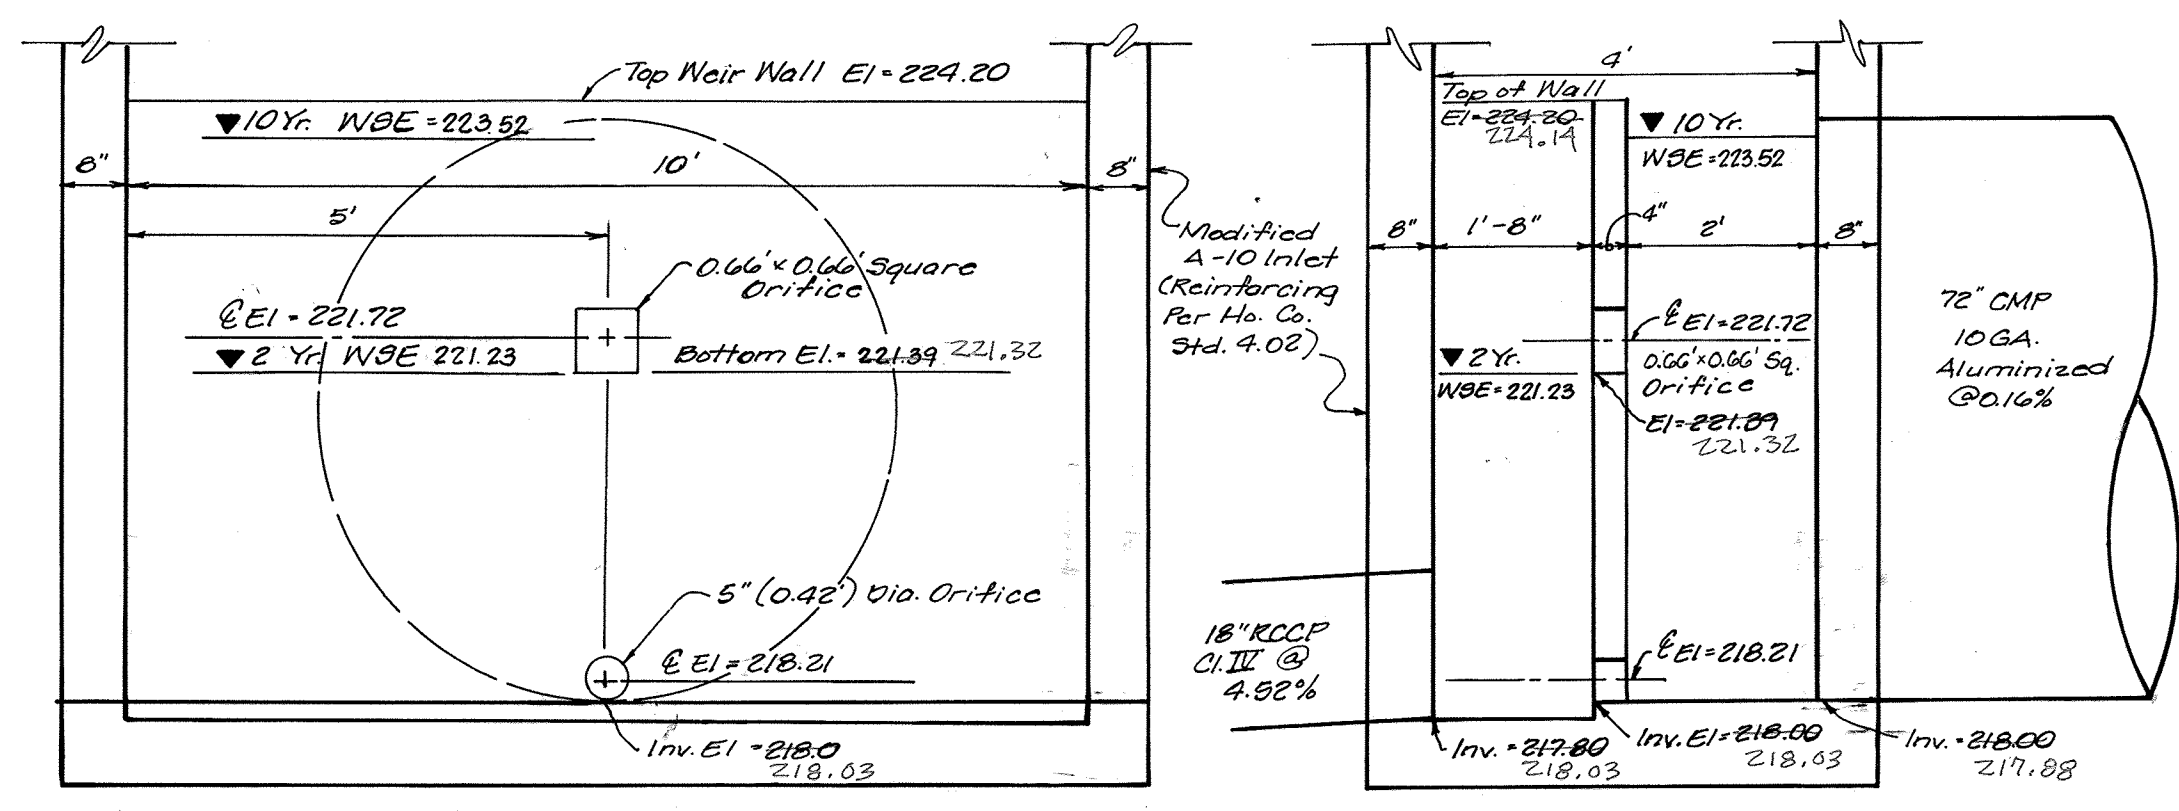 Top Weir Wall El = 224.20
▼10 Yr. WSE = 223.52
8"
10'
8"
5'
0.66' x 0.66' Square
Orifice
℄ El = 221.72
▼ 2 Yr. WSE 221.23
Bottom El. = 221.39 221.32
5" (0.42') Dia. Orifice
℄ El = 218.21
Inv. El = 218.0
218.03
Modified
A-10 Inlet
(Reinforcing
Per Ho. Co.
Std. 4.02)
4'
Top of Wall
El = 224.20
224.14
▼ 10 Yr.
WSE = 223.52
8"
1'-8"
4"
2'
8"
℄ El = 221.72
0.66' x 0.66' Sq.
Orifice
▼ 2 Yr.
WSE = 221.23
El = 221.39
221.32
72" CMP
10 GA.
Aluminized
@ 0.16%
18" RCCP
Cl. IV @
4.52%
℄ El = 218.21
Inv. = 217.80
218.03
Inv. El = 218.00
218.03
Inv. = 218.00
217.88